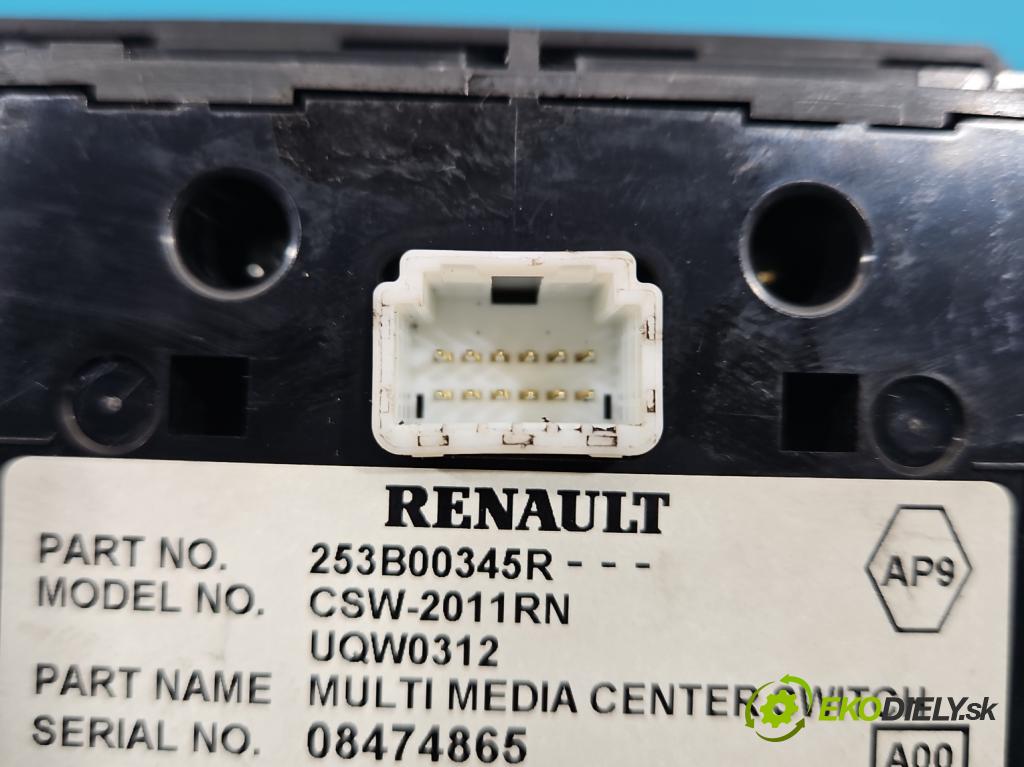 RENAULT
PART NO. 253B00345R---
AP9
MODEL NO. CSW-2011RN
UQW0312
PART NAME MULTI MEDIA CENTER SWITCH
EKODIELY.sk
SERIAL NO. 08474865
A00